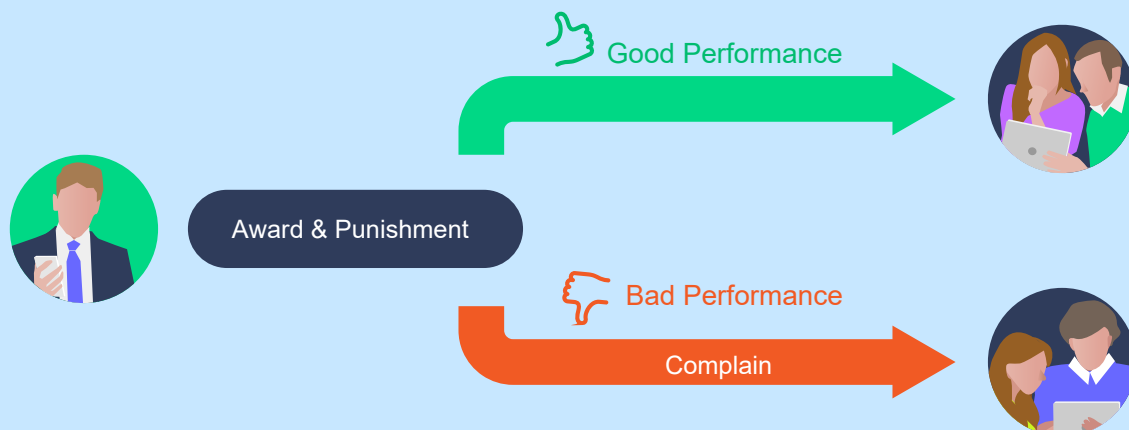 Good Performance
Award & Punishment
Bad Performance
Complain